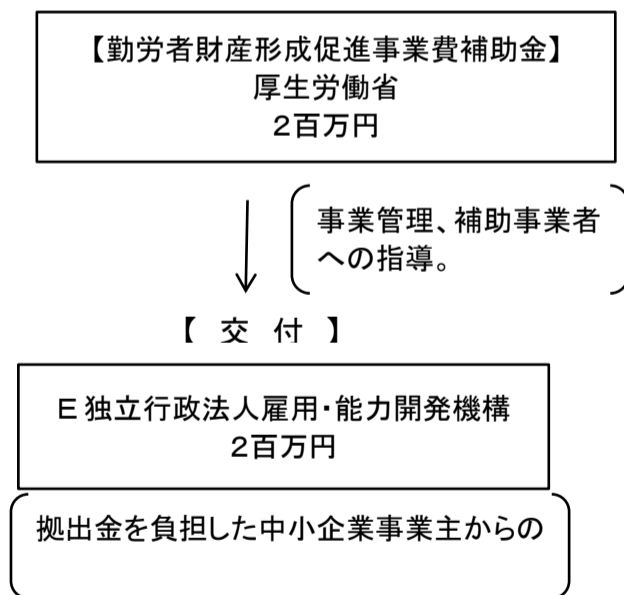 【勤労者財産形成促進事業費補助金】
厚生労働省
２百万円
事業管理、補助事業者
への指導。
【　交　付　】
Ｅ独立行政法人雇用・能力開発機構
２百万円
拠出金を負担した中小企業事業主からの